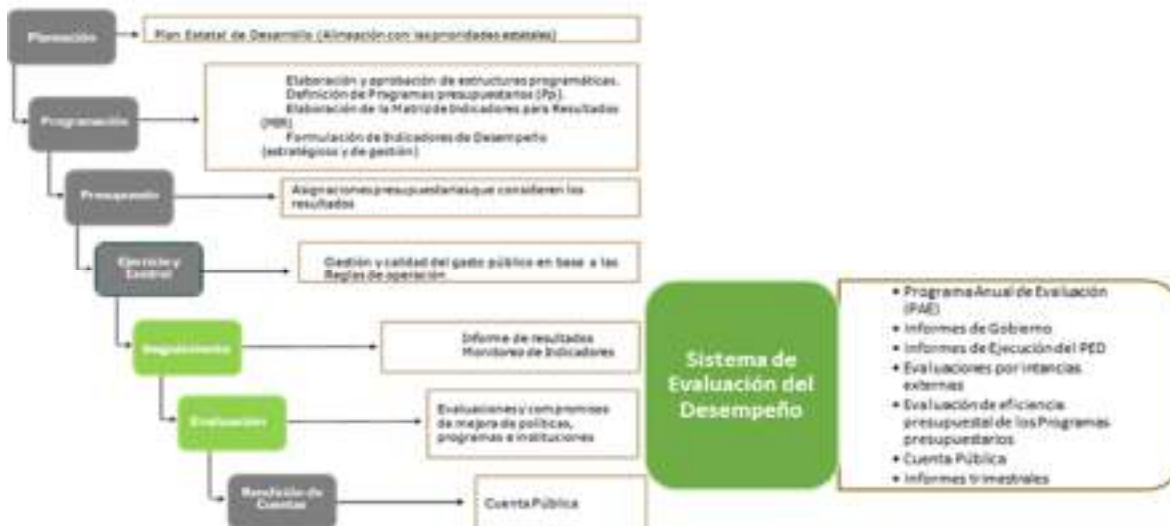 Planeación
Plan Estatal de Desarrollo (Alineación con las prioridades estatales)
Programación
Elaboración y aprobación de estructuras programáticas.
Definición de Programas presupuestarios (Pp).
Elaboración de la Matriz de Indicadores para Resultados
(MIR)
Formulación de Indicadores de Desempeño
(estratégicos y de gestión)
Presupuesto
Asignaciones presupuestarias que consideren los
resultados
Ejercicio y
Control
Gestión y calidad del gasto público en base a las
Reglas de operación
Seguimiento
Informe de resultados
Monitoreo de Indicadores
Evaluación
Evaluaciones y compromisos
de mejora de políticas,
programas e instituciones
Rendición de
Cuentas
Cuenta Pública
Sistema de
Evaluación del
Desempeño
• Programa Anual de Evaluación
(PAE)
• Informes de Gobierno
• Informes de Ejecución del PED
• Evaluaciones por intancias
externas
• Evaluación de eficiencia
presupuestal de los Programas
presupuestarios
• Cuenta Pública
• Informes trimestrales